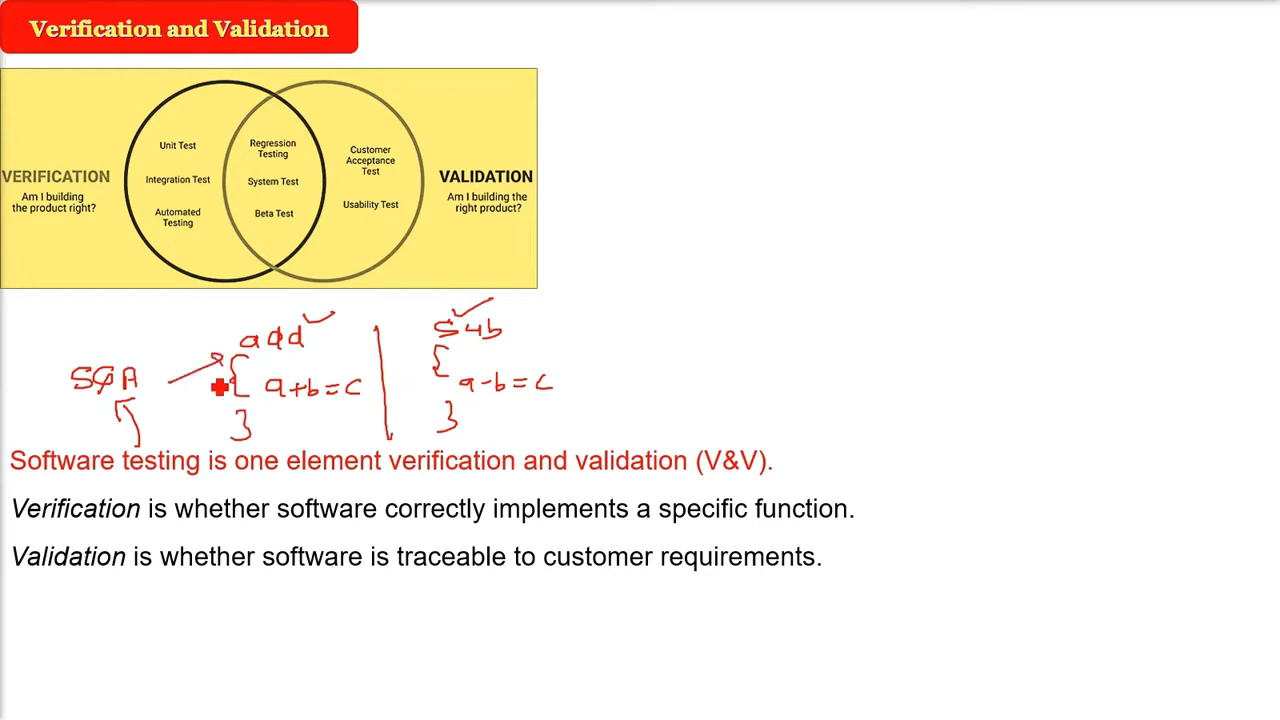 Verification and Validation
VERIFICATION
Am I building
the product right?
Unit Test
Integration Test
Automated
Testing
Regression
Testing
System Test
Beta Test
Customer
Acceptance
Test
Usability Test
VALIDATION
Am I building the
right product?
SQA
add
{
a+b=c
}
sub
{
a-b=c
}
Software testing is one element verification and validation (V&V).
Verification is whether software correctly implements a specific function.
Validation is whether software is traceable to customer requirements.